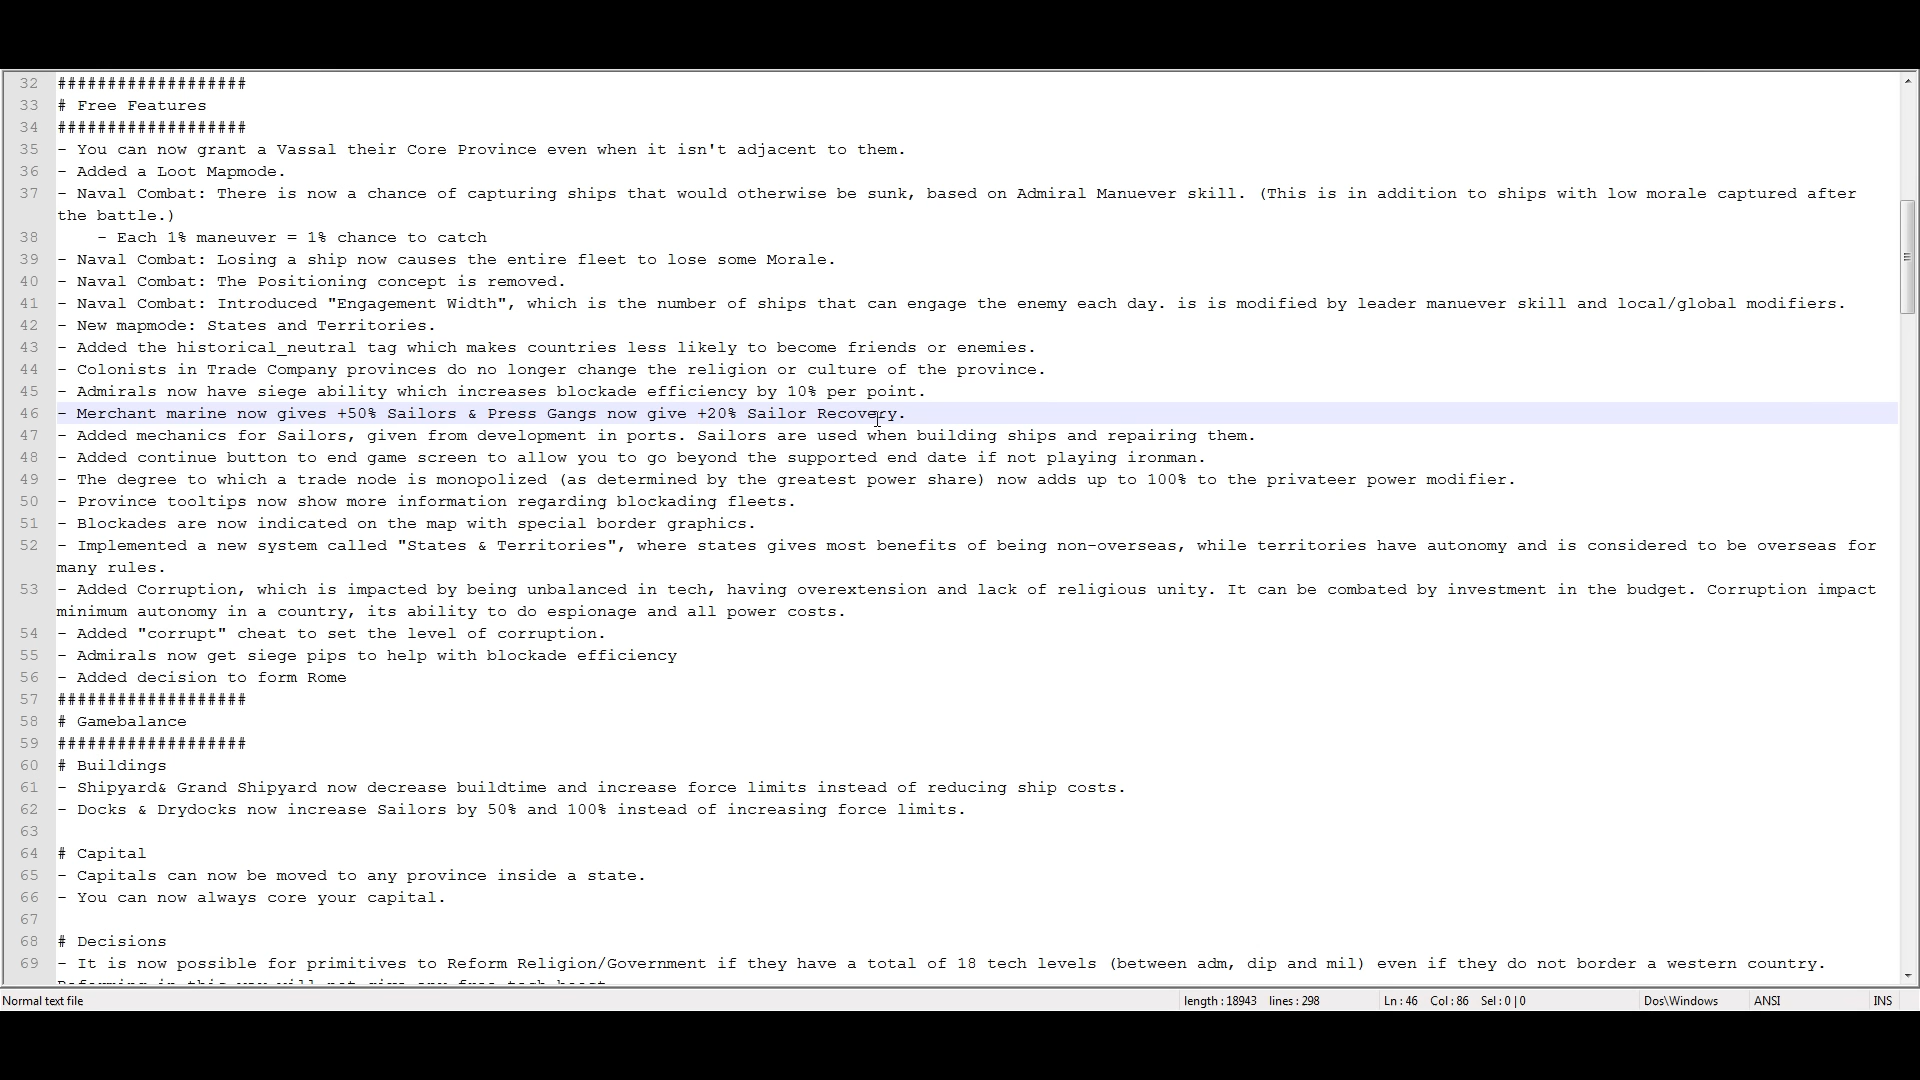 32 ###################
33 # Free Features
34 ###################
35 - You can now grant a Vassal their Core Province even when it isn't adjacent to them.
36 - Added a Loot Mapmode.
37 - Naval Combat: There is now a chance of capturing ships that would otherwise be sunk, based on Admiral Manuever skill. (This is in addition to ships with low morale captured after
the battle.)
38 - Each 1% maneuver = 1% chance to catch
39 - Naval Combat: Losing a ship now causes the entire fleet to lose some Morale.
40 - Naval Combat: The Positioning concept is removed.
41 - Naval Combat: Introduced "Engagement Width", which is the number of ships that can engage the enemy each day. is is modified by leader manuever skill and local/global modifiers.
42 - New mapmode: States and Territories.
43 - Added the historical_neutral tag which makes countries less likely to become friends or enemies.
44 - Colonists in Trade Company provinces do no longer change the religion or culture of the province.
45 - Admirals now have siege ability which increases blockade efficiency by 10% per point.
46 - Merchant marine now gives +50% Sailors & Press Gangs now give +20% Sailor Recovery.
47 - Added mechanics for Sailors, given from development in ports. Sailors are used when building ships and repairing them.
48 - Added continue button to end game screen to allow you to go beyond the supported end date if not playing ironman.
49 - The degree to which a trade node is monopolized (as determined by the greatest power share) now adds up to 100% to the privateer power modifier.
50 - Province tooltips now show more information regarding blockading fleets.
51 - Blockades are now indicated on the map with special border graphics.
52 - Implemented a new system called "States & Territories", where states gives most benefits of being non-overseas, while territories have autonomy and is considered to be overseas for
many rules.
53 - Added Corruption, which is impacted by being unbalanced in tech, having overextension and lack of religious unity. It can be combated by investment in the budget. Corruption impact
minimum autonomy in a country, its ability to do espionage and all power costs.
54 - Added "corrupt" cheat to set the level of corruption.
55 - Admirals now get siege pips to help with blockade efficiency
56 - Added decision to form Rome
57 ###################
58 # Gamebalance
59 ###################
60 # Buildings
61 - Shipyard& Grand Shipyard now decrease buildtime and increase force limits instead of reducing ship costs.
62 - Docks & Drydocks now increase Sailors by 50% and 100% instead of increasing force limits.
63
64 # Capital
65 - Capitals can now be moved to any province inside a state.
66 - You can now always core your capital.
67
68 # Decisions
69 - It is now possible for primitives to Reform Religion/Government if they have a total of 18 tech levels (between adm, dip and mil) even if they do not border a western country.
Reforming in this way will not give any free tech boost.
Normal text file length : 18943 lines : 298 Ln : 46 Col : 86 Sel : 0 | 0 Dos\Windows ANSI INS